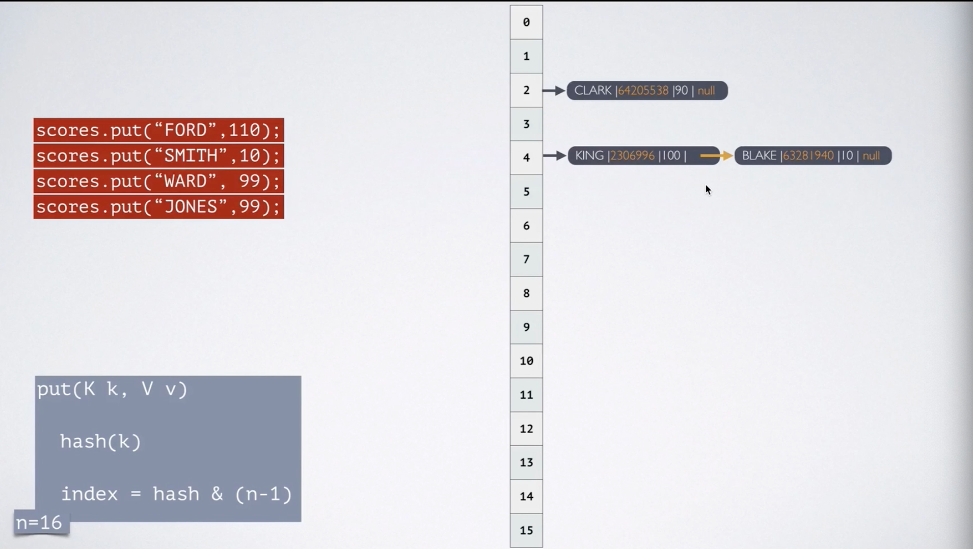 scores.put(“FORD”,110);
scores.put(“SMITH”,10);
scores.put(“WARD”, 99);
scores.put(“JONES”,99);
put(K k, V v)
hash(k)
index = hash & (n-1)
n=16
0
1
2
CLARK |64205538 |90 | null
3
4
KING |2306996 |100 |
BLAKE |63281940 |10 | null
5
6
7
8
9
10
11
12
13
14
15